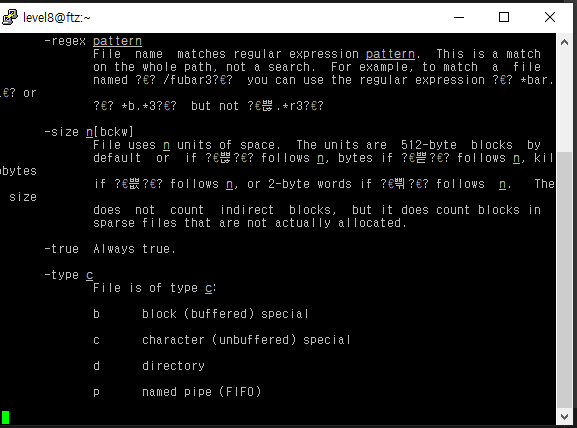 level8@ftz:~
-regex pattern
File name matches regular expression pattern. This is a match
on the whole path, not a search. For example, to match a file
named ?€? /fubar3?€? you can use the regular expression ?€? *bar.
?€? or
?€? *b.*3?€? but not ?€쁣.*r3?€?
-size n[bckw]
File uses n units of space. The units are 512-byte blocks by
default or if ?€ follows n, bytes if ?€ follows n, kil
obytes
if ?€ follows n, or 2-byte words if ?€ follows n. The
size
does not count indirect blocks, but it does count blocks in
sparse files that are not actually allocated.
-true Always true.
-type c
File is of type c:
b block (buffered) special
c character (unbuffered) special
d directory
p named pipe (FIFO)